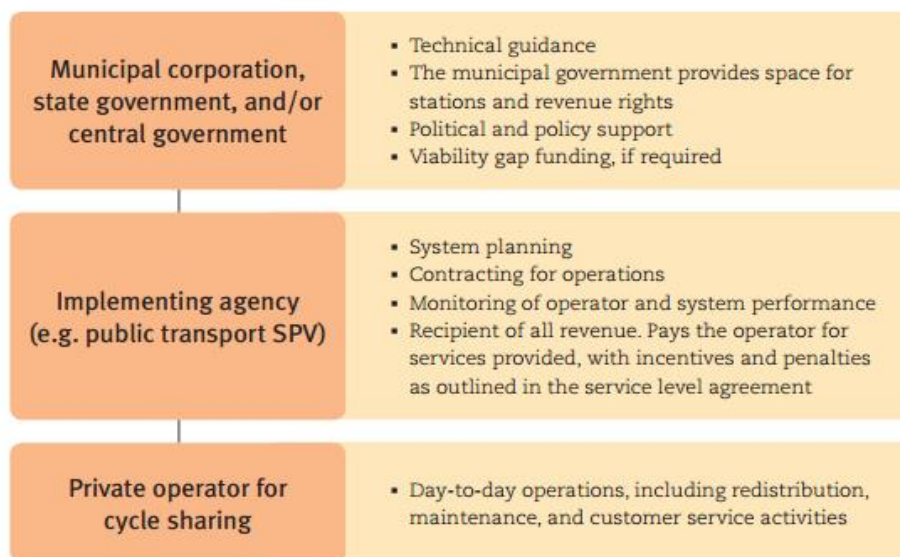 Municipal corporation,
state government, and/or
central government
▪ Technical guidance
▪ The municipal government provides space for
stations and revenue rights
▪ Political and policy support
▪ Viability gap funding, if required
Implementing agency
(e.g. public transport SPV)
▪ System planning
▪ Contracting for operations
▪ Monitoring of operator and system performance
▪ Recipient of all revenue. Pays the operator for
services provided, with incentives and penalties
as outlined in the service level agreement
Private operator for
cycle sharing
▪ Day-to-day operations, including redistribution,
maintenance, and customer service activities